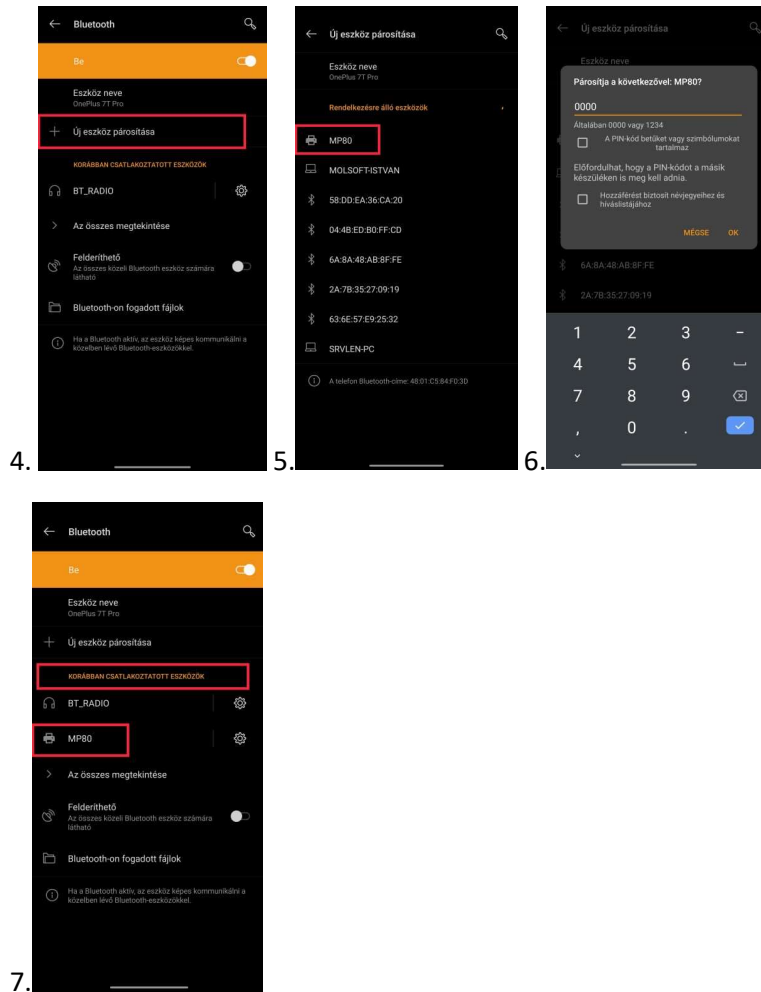 Bluetooth
Be
Eszköz neve
OnePlus 7T Pro
Új eszköz párosítása
KORÁBBAN CSATLAKOZTATOTT ESZKÖZÖK
BT_RADIO
Az összes megtekintése
Felderíthető
Az összes közeli Bluetooth eszköz számára
látható
Bluetooth-on fogadott fájlok
Ha a Bluetooth aktív, az eszköz képes kommunikálni a
közelben lévő Bluetooth-eszközökkel.
4.
Új eszköz párosítása
Eszköz neve
OnePlus 7T Pro
Rendelkezésre álló eszközök
MP80
MOLSOFT-ISTVAN
58:DD:EA:36:CA:20
04:4B:ED:B0:FF:CD
6A:8A:48:AB:8F:FE
2A:7B:35:27:09:19
63:6E:57:E9:25:32
SRVLEN-PC
A telefon Bluetooth-címe: 48:01:C5:84:F0:3D
5.
Új eszköz párosítása
Eszköz neve
Párosítja a következővel: MP80?
0000
Általában 0000 vagy 1234
A PIN-kód betűket vagy szimbólumokat
tartalmaz
Előfordulhat, hogy a PIN-kódot a másik
készüléken is meg kell adnia.
Hozzáférést biztosít névjegyeihez és
híváslistájához
MÉGSE OK
6A:8A:48:AB:8F:FE
2A:7B:35:27:09:19
1 2 3 -
4 5 6
7 8 9
, 0 .
6.
Bluetooth
Be
Eszköz neve
OnePlus 7T Pro
Új eszköz párosítása
KORÁBBAN CSATLAKOZTATOTT ESZKÖZÖK
BT_RADIO
MP80
Az összes megtekintése
Felderíthető
Az összes közeli Bluetooth eszköz számára
látható
Bluetooth-on fogadott fájlok
Ha a Bluetooth aktív, az eszköz képes kommunikálni a
közelben lévő Bluetooth-eszközökkel.
7.